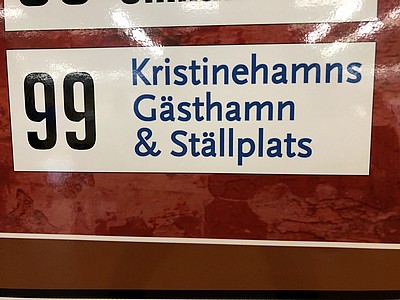 99
Kristinehamns
Gästhamn
& Ställplats